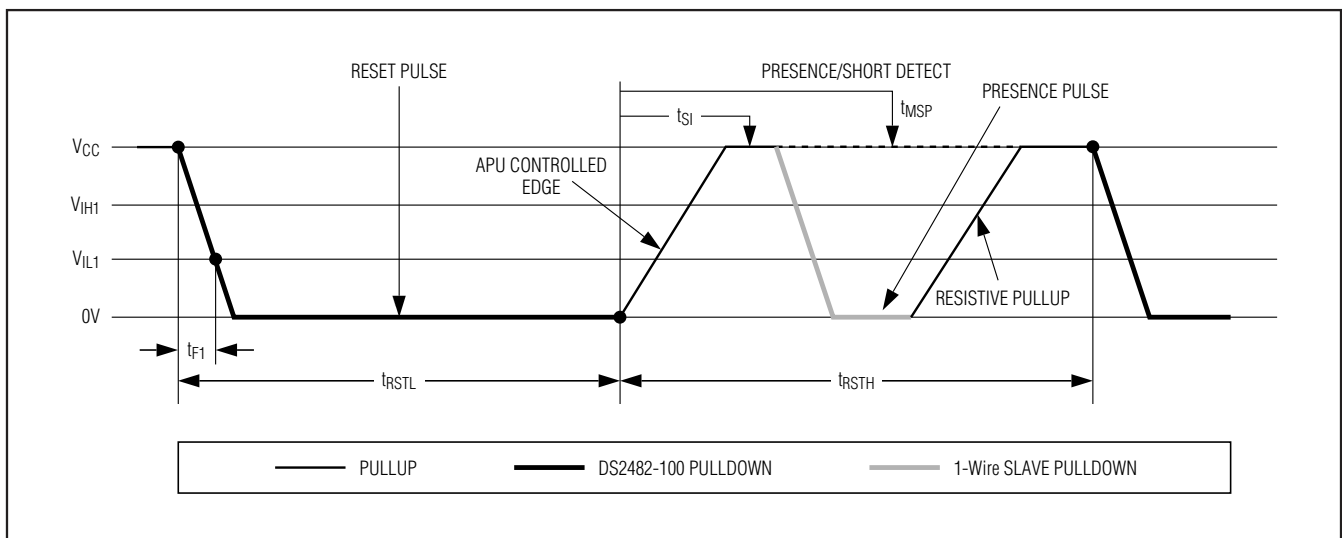 RESET PULSE
PRESENCE/SHORT DETECT
PRESENCE PULSE
tMSP
tSI
VCC
APU CONTROLLED
EDGE
VIH1
VIL1
RESISTIVE PULLUP
0V
tF1
tRSTL
tRSTH
PULLUP
DS2482-100 PULLDOWN
1-Wire SLAVE PULLDOWN